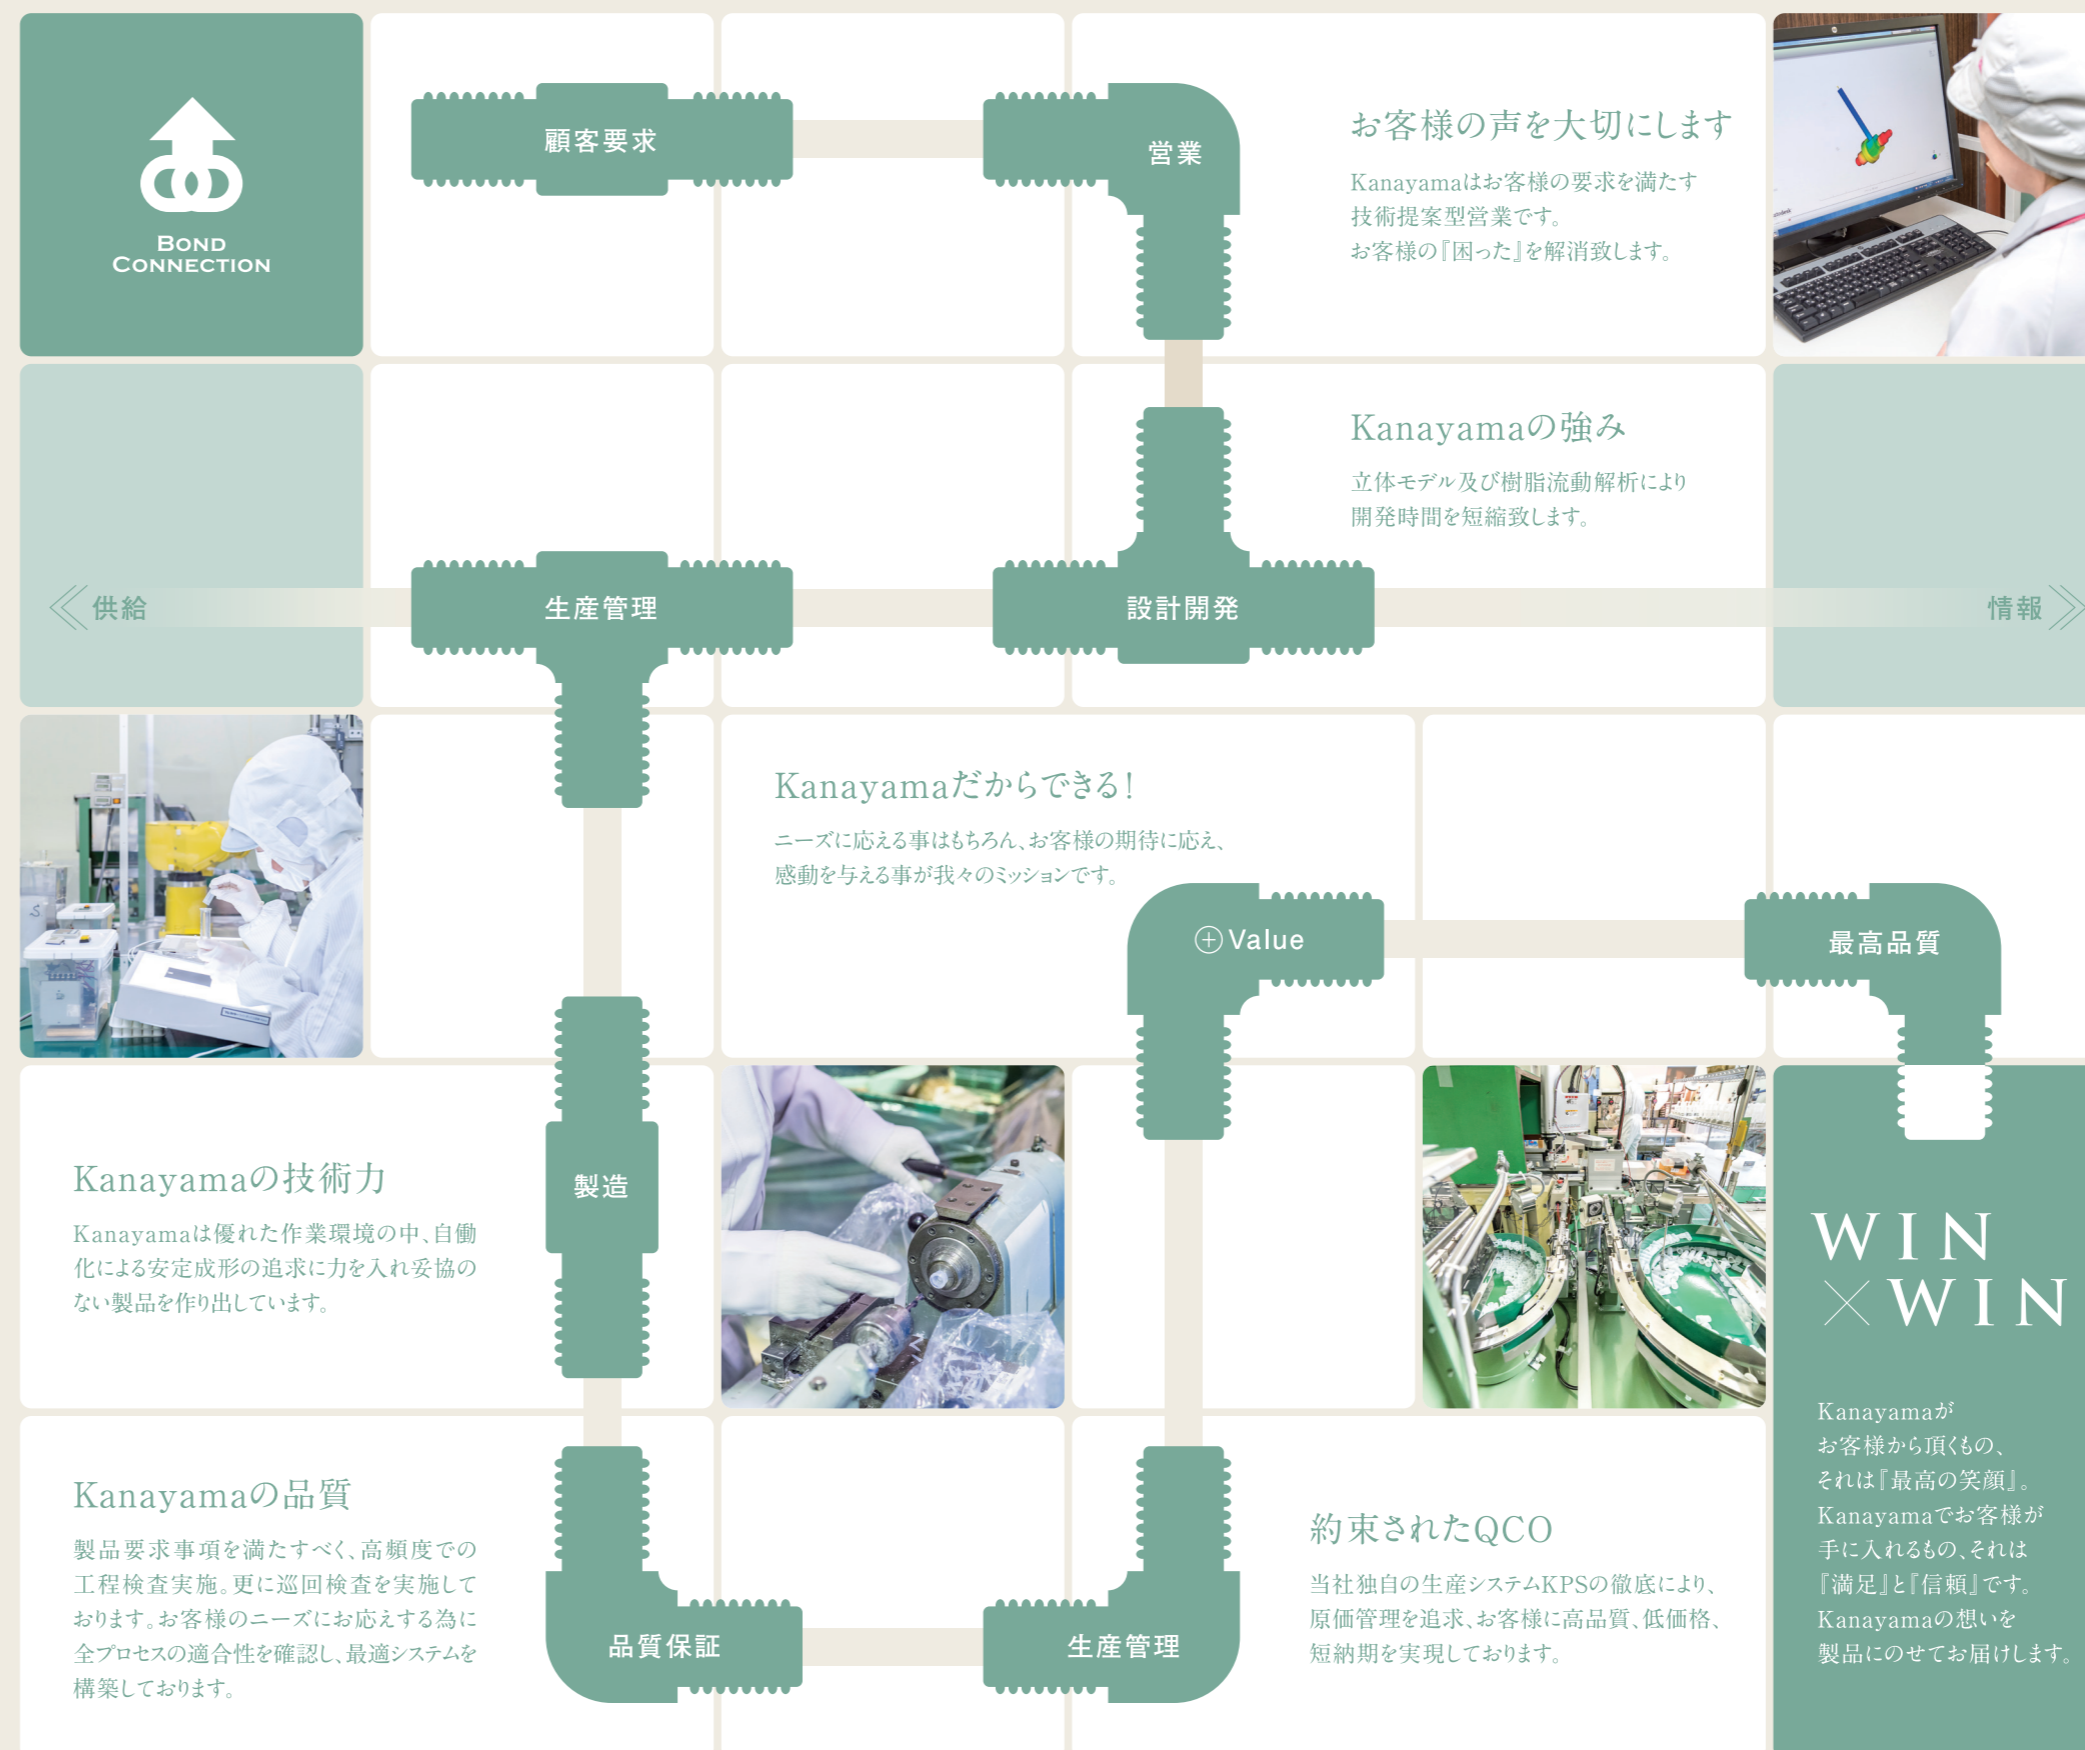 BOND
CONNECTION
顧客要求
営業
お客様の声を大切にします
Kanayamaはお客様の要求を満たす
技術提案型営業です。
お客様の『困った』を解消致します。
Kanayamaの強み
立体モデル及び樹脂流動解析により
開発時間を短縮致します。
供給
生産管理
設計開発
情報
Kanayamaだからできる!
ニーズに応える事はもちろん、お客様の期待に応え、
感動を与える事が我々のミッションです。
Value
最高品質
Kanayamaの技術力
Kanayamaは優れた作業環境の中、自働
化による安定成形の追求に力を入れ妥協の
ない製品を作り出しています。
製造
WIN
×WIN
Kanayamaが
お客様から頂くもの、
それは『最高の笑顔』。
Kanayamaでお客様が
手に入れるもの、それは
『満足』と『信頼』です。
Kanayamaの想いを
製品にのせてお届けします。
Kanayamaの品質
製品要求事項を満たすべく、高頻度での
工程検査実施。更に巡回検査を実施して
おります。お客様のニーズにお応えする為に
全プロセスの適合性を確認し、最適システムを
構築しております。
品質保証
生産管理
約束されたQCO
当社独自の生産システムKPSの徹底により、
原価管理を追求、お客様に高品質、低価格、
短納期を実現しております。